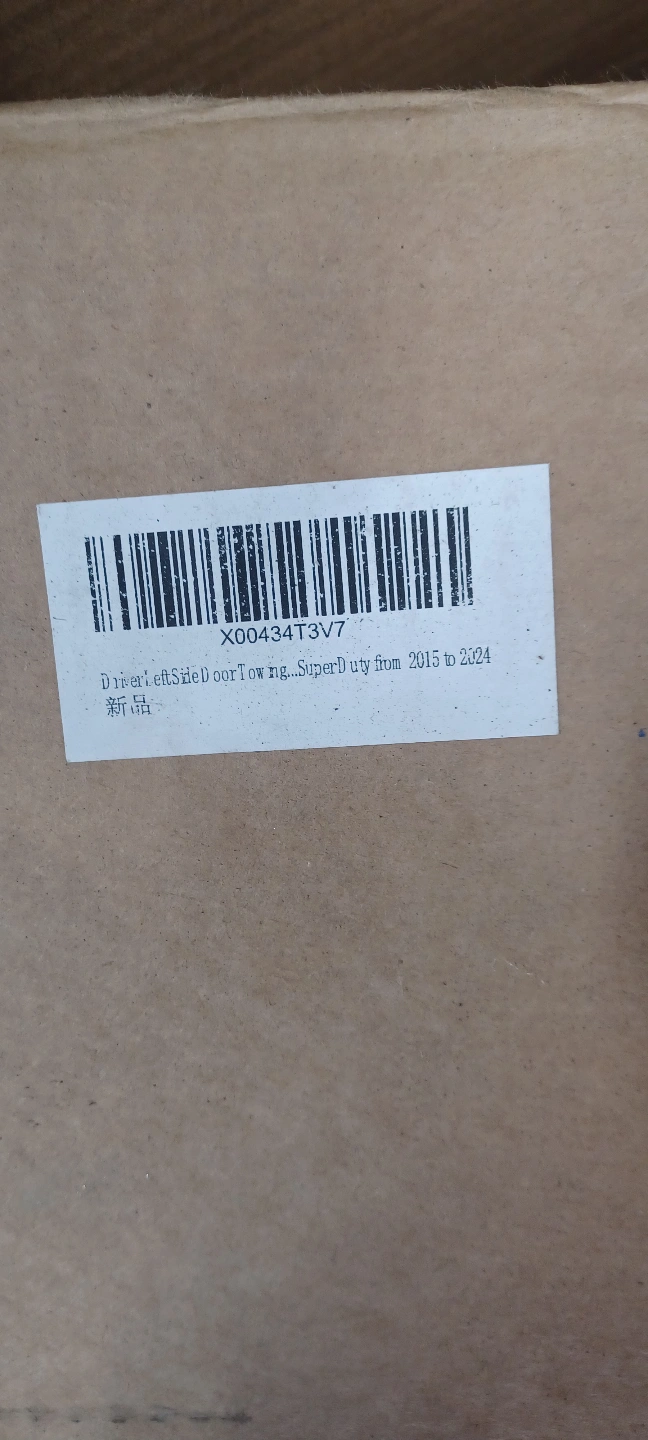 X00434T3V7
DriverLeftSideDoorTowing...SuperDuty from 2015 to 2024
新品